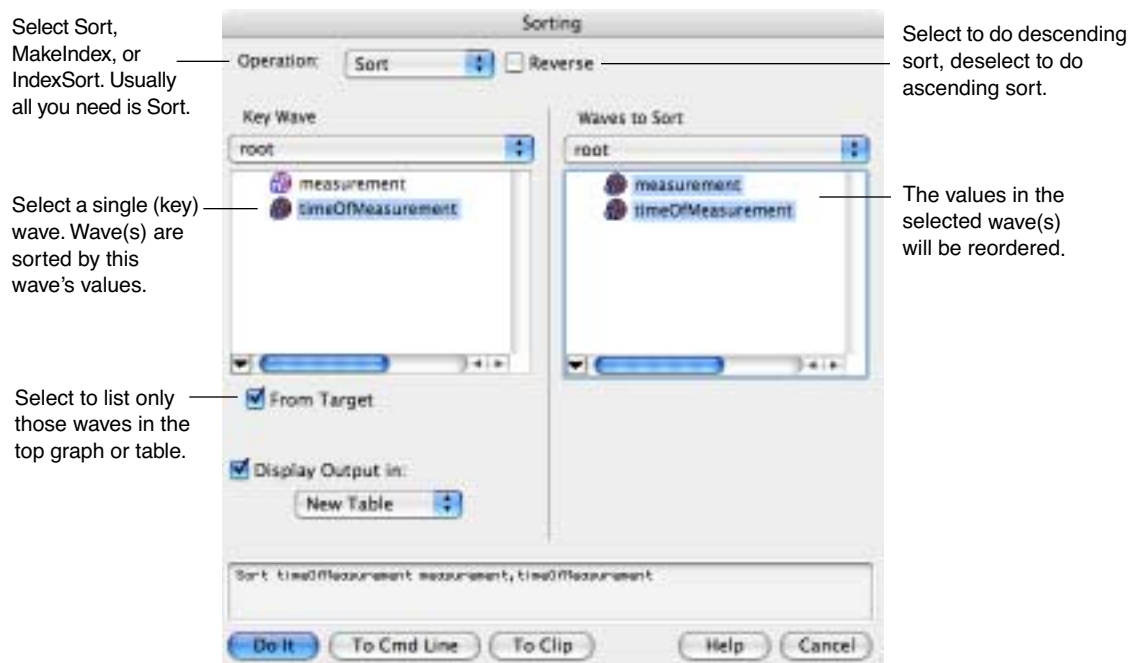 Sorting
Select Sort,
MakeIndex, or
IndexSort. Usually
all you need is Sort.
Operation: Sort Reverse
Select to do descending
sort, deselect to do
ascending sort.
Key Wave
root
measurement
timeOfMeasurement
Waves to Sort
root
measurement
timeOfMeasurement
Select a single (key)
wave. Wave(s) are
sorted by this
wave’s values.
The values in the
selected wave(s)
will be reordered.
Select to list only
those waves in the
top graph or table.
From Target
Display Output in:
New Table
Sort timeOfMeasurement measurement,timeOfMeasurement
Do It To Cmd Line To Clip Help Cancel